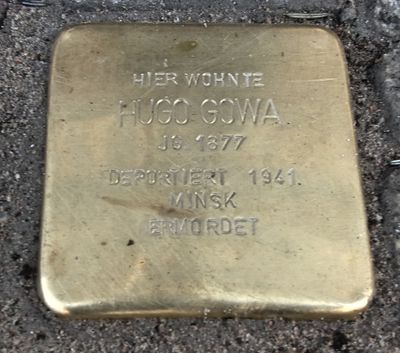 HIER WOHNTE
HUGO GOWA
JG. 1877
DEPORTIERT 1941
MINSK
ERMORDET